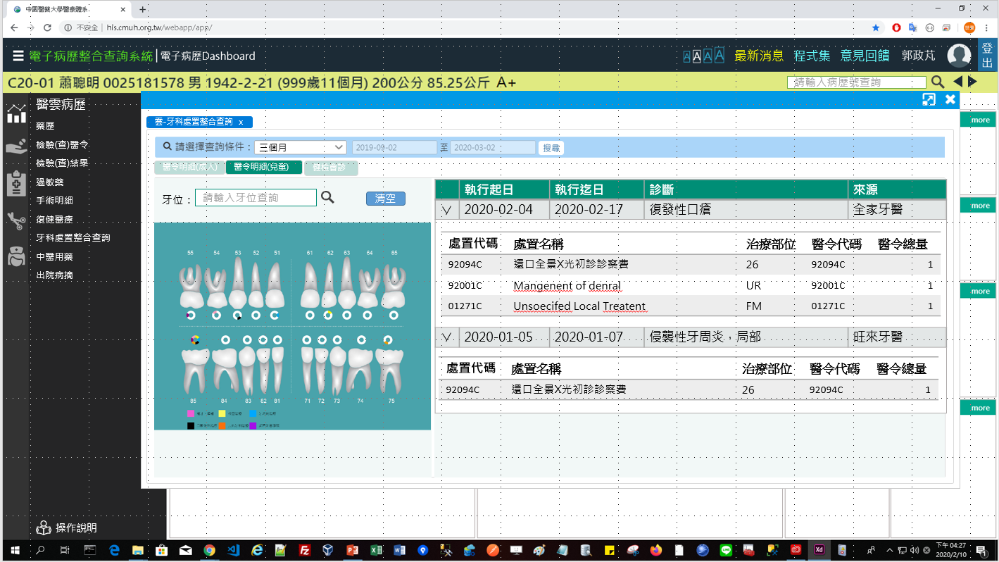 中國醫藥大學醫療體系
不安全 | his.cmuh.org.tw/webapp/app/
電子病歷整合查詢系統 電子病歷Dashboard A A A A 最新消息 程式集 意見回饋 郭政芃 登出
C20-01 蕭聰明 0025181578 男 1942-2-21 (999歲11個月) 200公分 85.25公斤 A+ 請輸入病歷號查詢
醫雲病歷
藥歷
檢驗(查)醫令
檢驗(查)結果
過敏藥
手術明細
復健醫療
牙科處置整合查詢
中醫用藥
出院病摘
操作說明
雲-牙科處置整合查詢 x
請選擇查詢條件： 三個月 2019-09-02 至 2020-03-02 搜尋
醫令明細(成人) 醫令明細(兒童) 健檢會診
牙位： 請輸入牙位查詢 清空
55 54 53 52 51 61 62 63 64 65
85 84 83 82 81 71 72 73 74 75
執行起日 執行迄日 診斷 來源
2020-02-04 2020-02-17 復發性口瘡 全家牙醫
處置代碼 處置名稱 治療部位 醫令代碼 醫令總量
92094C 還口全景X光初診診察費 26 92094C 1
92001C Mangenent of denral UR 92001C 1
01271C Unsoecifed Local Treatent FM 01271C 1
2020-01-05 2020-01-07 侵襲性牙周炎，局部 旺來牙醫
處置代碼 處置名稱 治療部位 醫令代碼 醫令總量
92094C 還口全景X光初診診察費 26 92094C 1
more
more
more
more
下午 04:27
2020/2/10